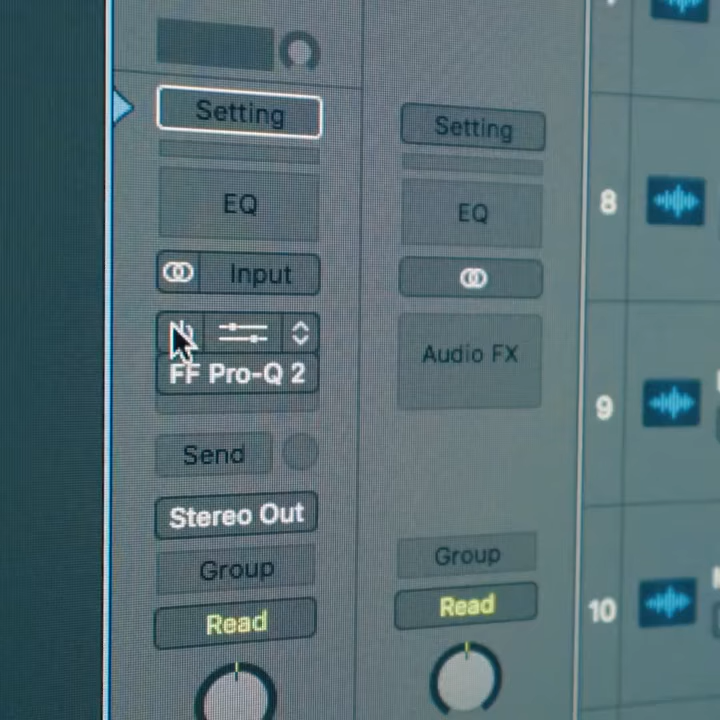 Setting
EQ
Input
FF Pro-Q 2
Send
Stereo Out
Group
Read
Setting
EQ
Audio FX
Group
Read
8
9
10